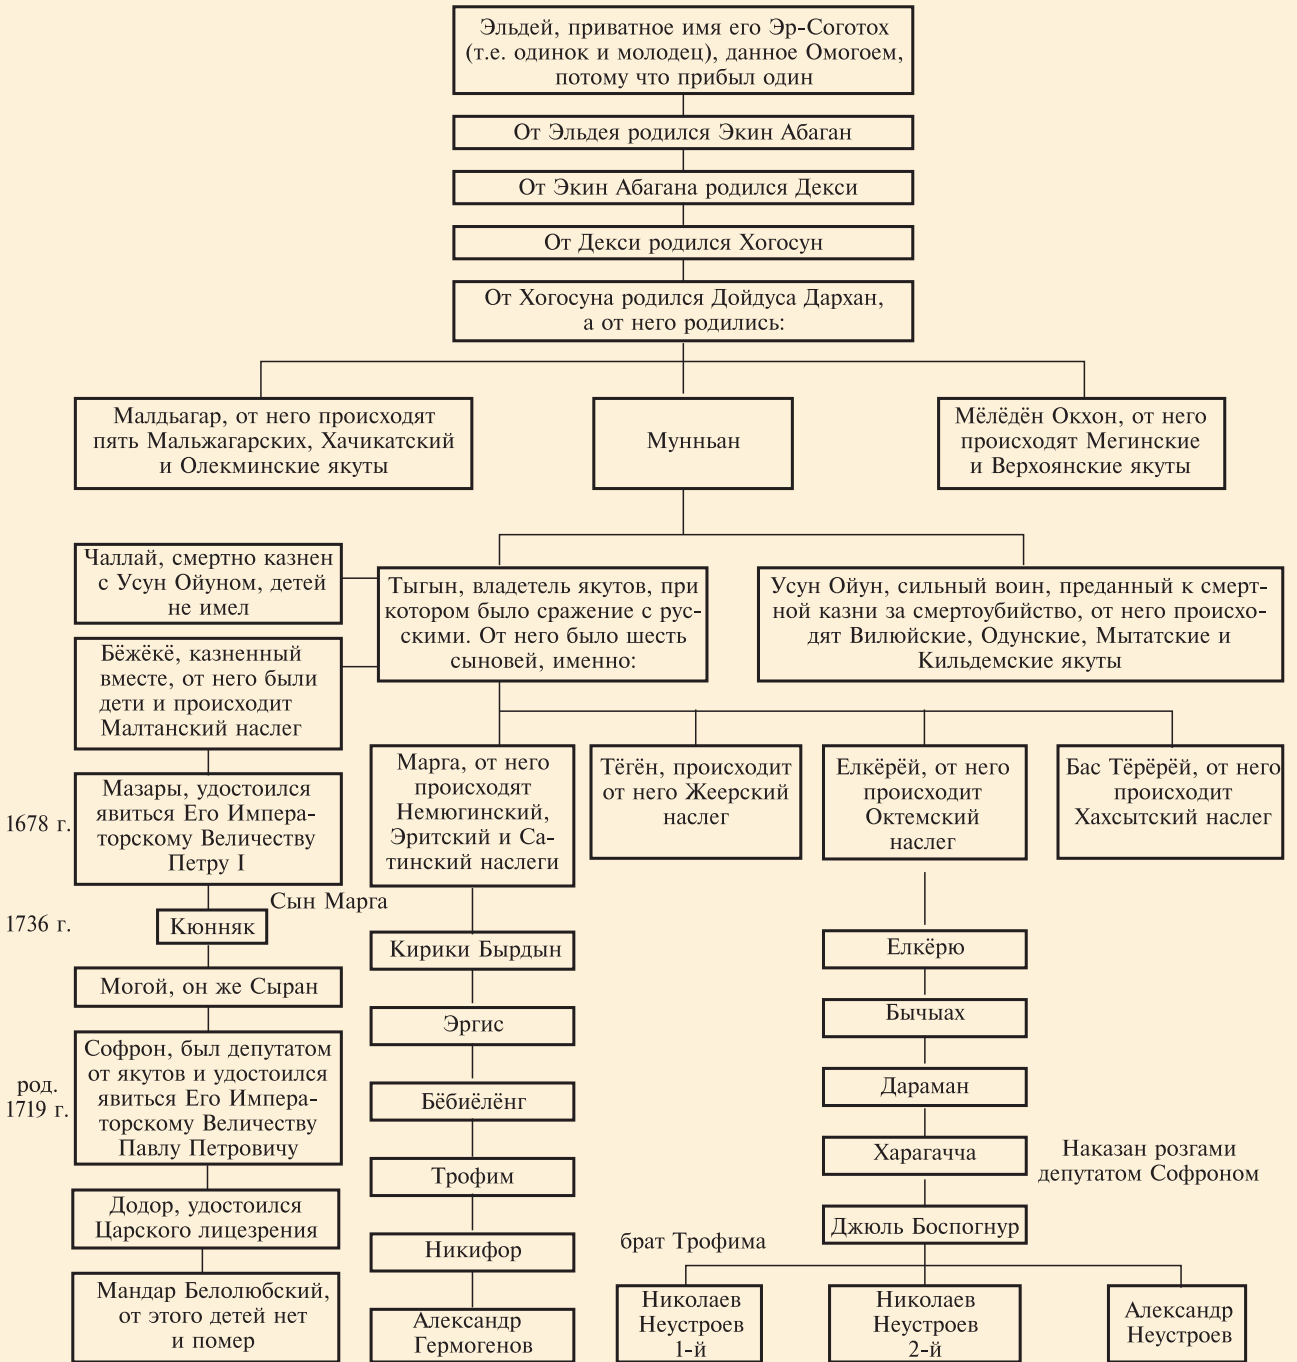 Эльдей, приватное имя его Эр-Соготох
(т.е. одинок и молодец), данное Омогоем,
потому что прибыл один
От Эльдея родился Экин Абаган
От Экин Абагана родился Декси
От Декси родился Хогосун
От Хогосуна родился Дойдуса Дархан,
а от него родились:
Малдьагар, от него происходят
пять Мальжагарских, Хачикатский
и Олекминские якуты
Мунньан
Мёлёдён Окхон, от него
происходят Мегинские
и Верхоянские якуты
Чаллай, смертно казнен
с Усун Ойуном, детей
не имел
Тыгын, владетель якутов, при
котором было сражение с рус-
скими. От него было шесть
сыновей, именно:
Усун Ойун, сильный воин, преданный к смерт-
ной казни за смертоубийство, от него происхо-
дят Вилюйские, Одунские, Мытатские и
Кильдемские якуты
Бёжёкё, казненный
вместе, от него были
дети и происходит
Малтанский наслег
Марга, от него
происходят
Немюгинский,
Эритский и Са-
тинский наслеги
Тёгён, происходит
от него Жеерский
наслег
Елкёрёй, от него
происходит
Октемский
наслег
Бас Тёрёрёй, от него
происходит
Хахсытский наслег
1678 г.
Мазары, удостоился
явиться Его Импера-
торскому Величеству
Петру I
Сын Марга
1736 г.
Кюнняк
Кирики Бырдын
Елкёрю
Могой, он же Сыран
Эргис
Бычыах
род.
1719 г.
Софрон, был депутатом
от якутов и удостоился
явиться Его Импера-
торскому Величеству
Павлу Петровичу
Бёбиёлёнг
Дараман
Трофим
Харагачча
Наказан розгами
депутатом Софроном
Додор, удостоился
Царского лицезрения
Никифор
Джюль Боспогнур
брат Трофима
Мандар Белолюбский,
от этого детей нет
и помер
Александр
Гермогенов
Николаев
Неустроев
1-й
Николаев
Неустроев
2-й
Александр
Неустроев